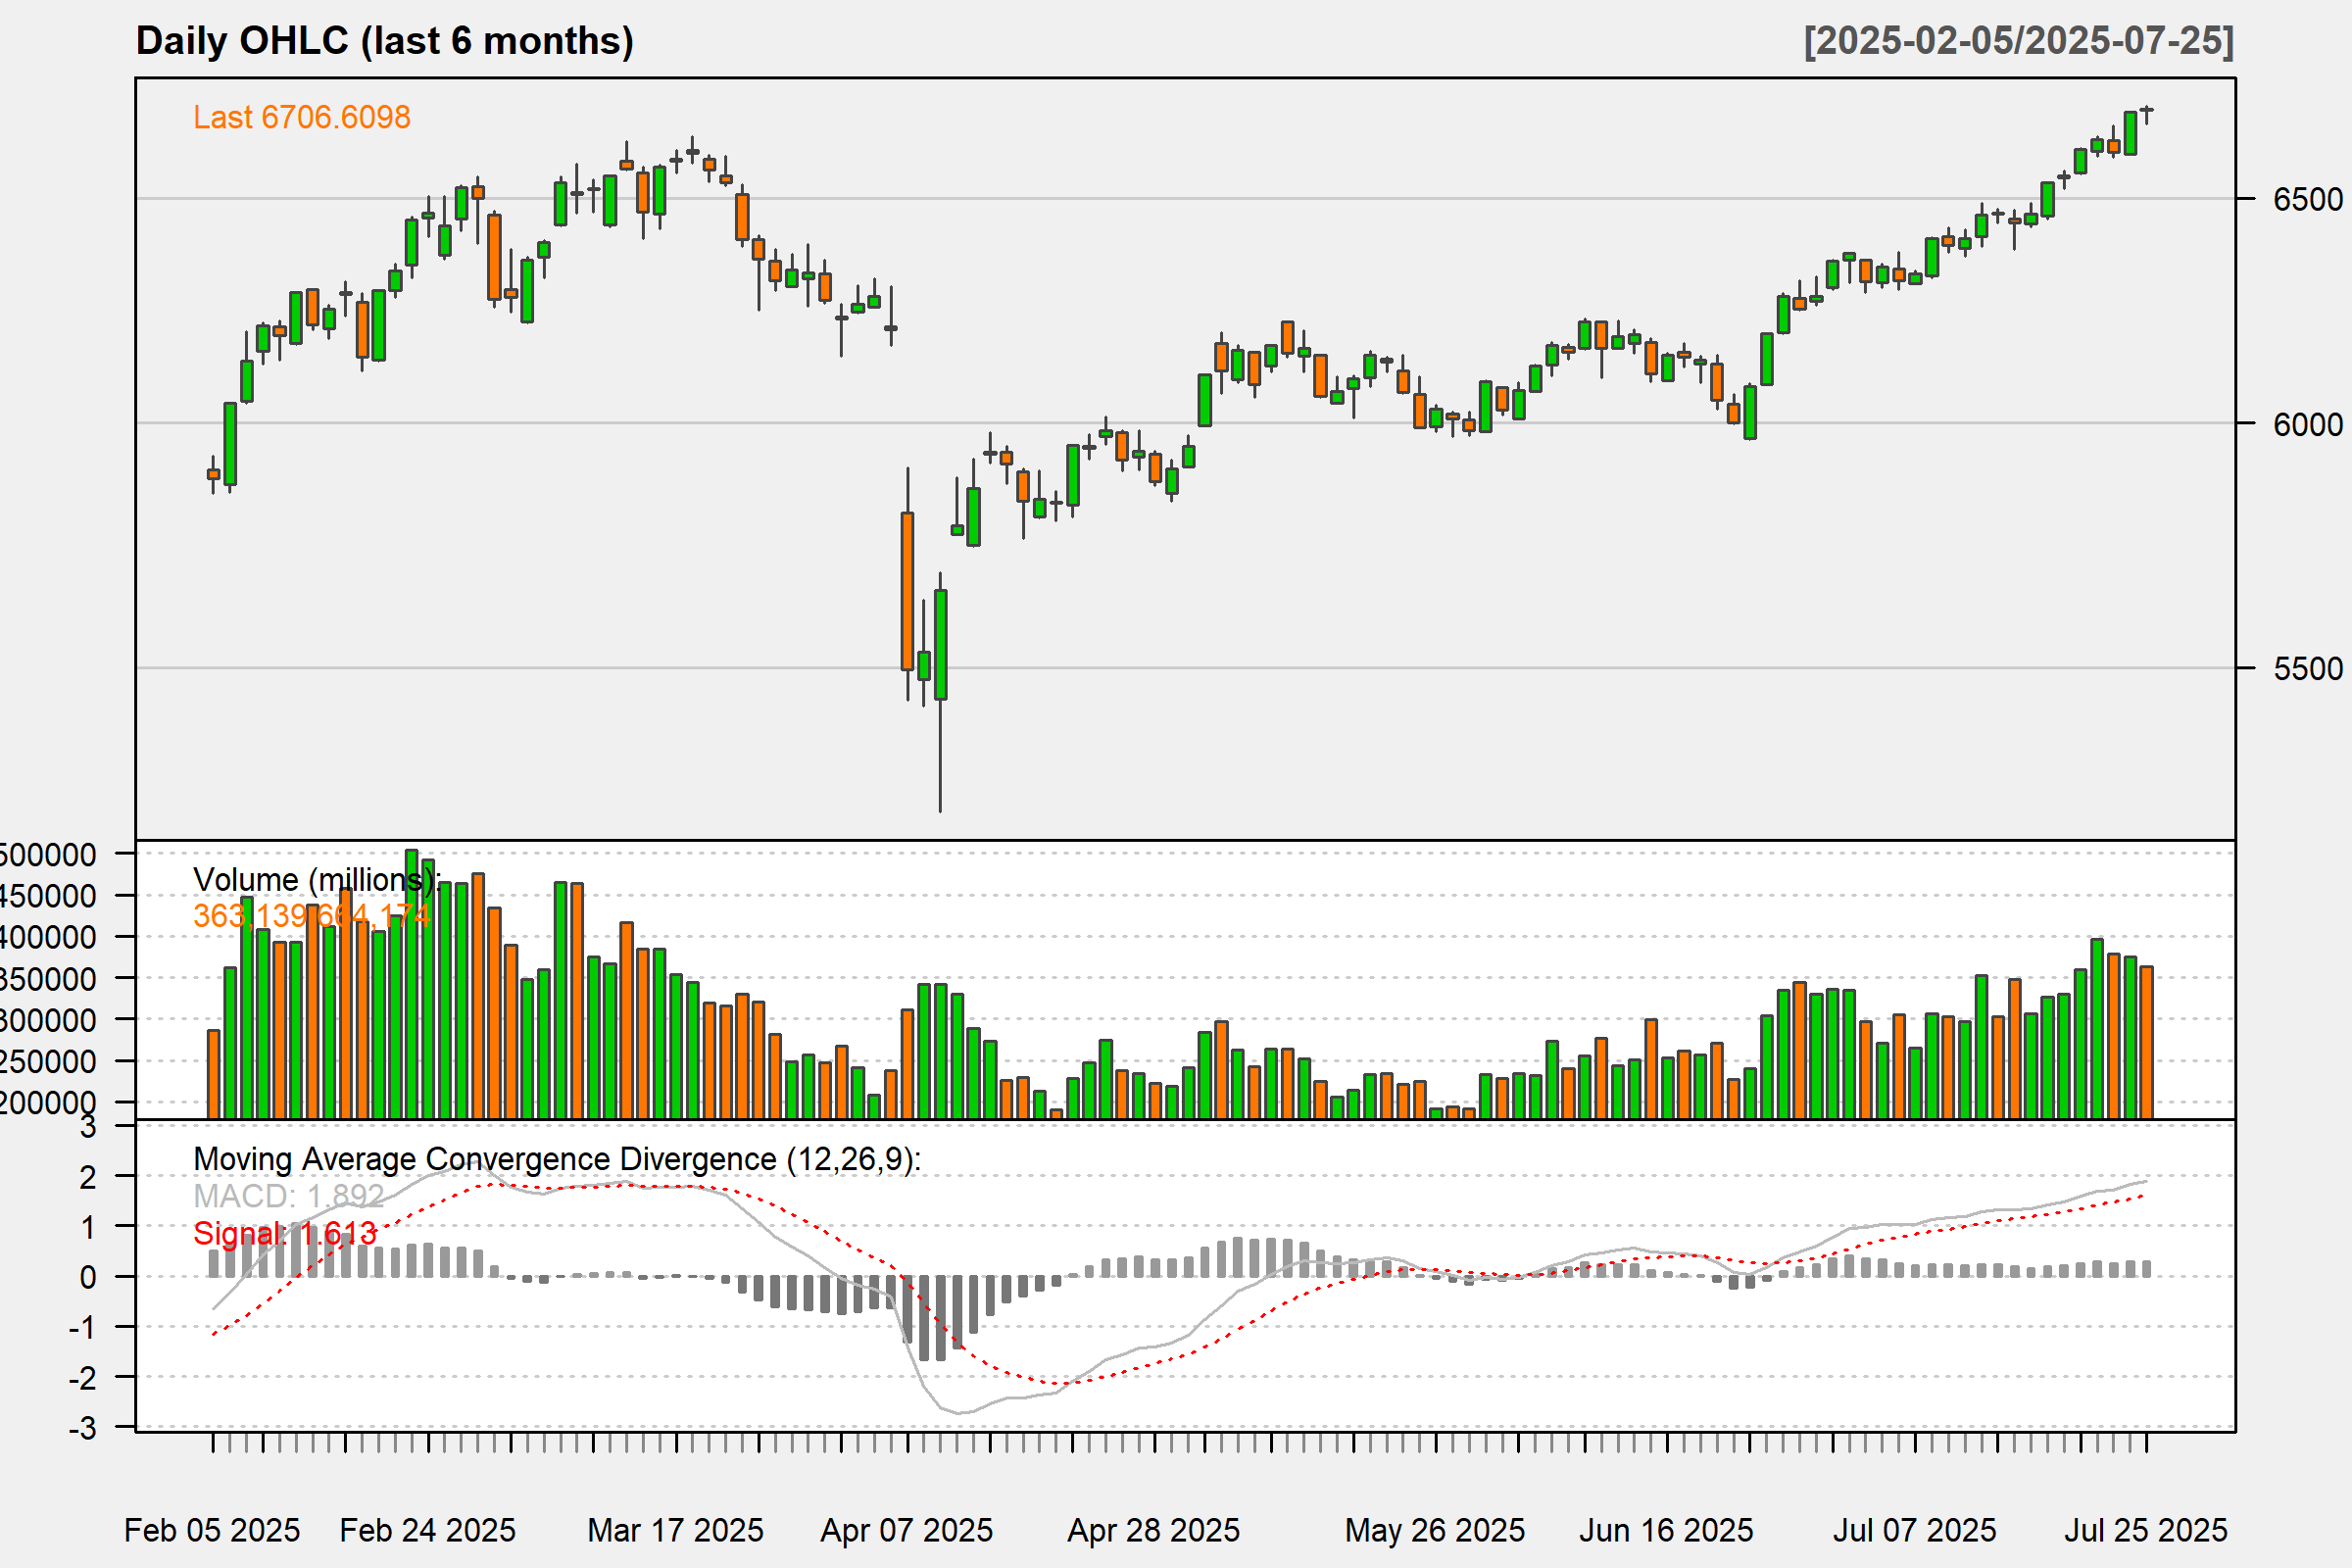 Daily OHLC (last 6 months)
[2025-02-05/2025-07-25]
Last 6706.6098
6500
6000
5500
500000
450000
400000
350000
300000
250000
200000
Volume (millions):
363,139,664,174
3
2
1
0
-1
-2
-3
Moving Average Convergence Divergence (12,26,9):
MACD: 1.892
Signal: 1.613
Feb 05 2025
Feb 24 2025
Mar 17 2025
Apr 07 2025
Apr 28 2025
May 26 2025
Jun 16 2025
Jul 07 2025
Jul 25 2025